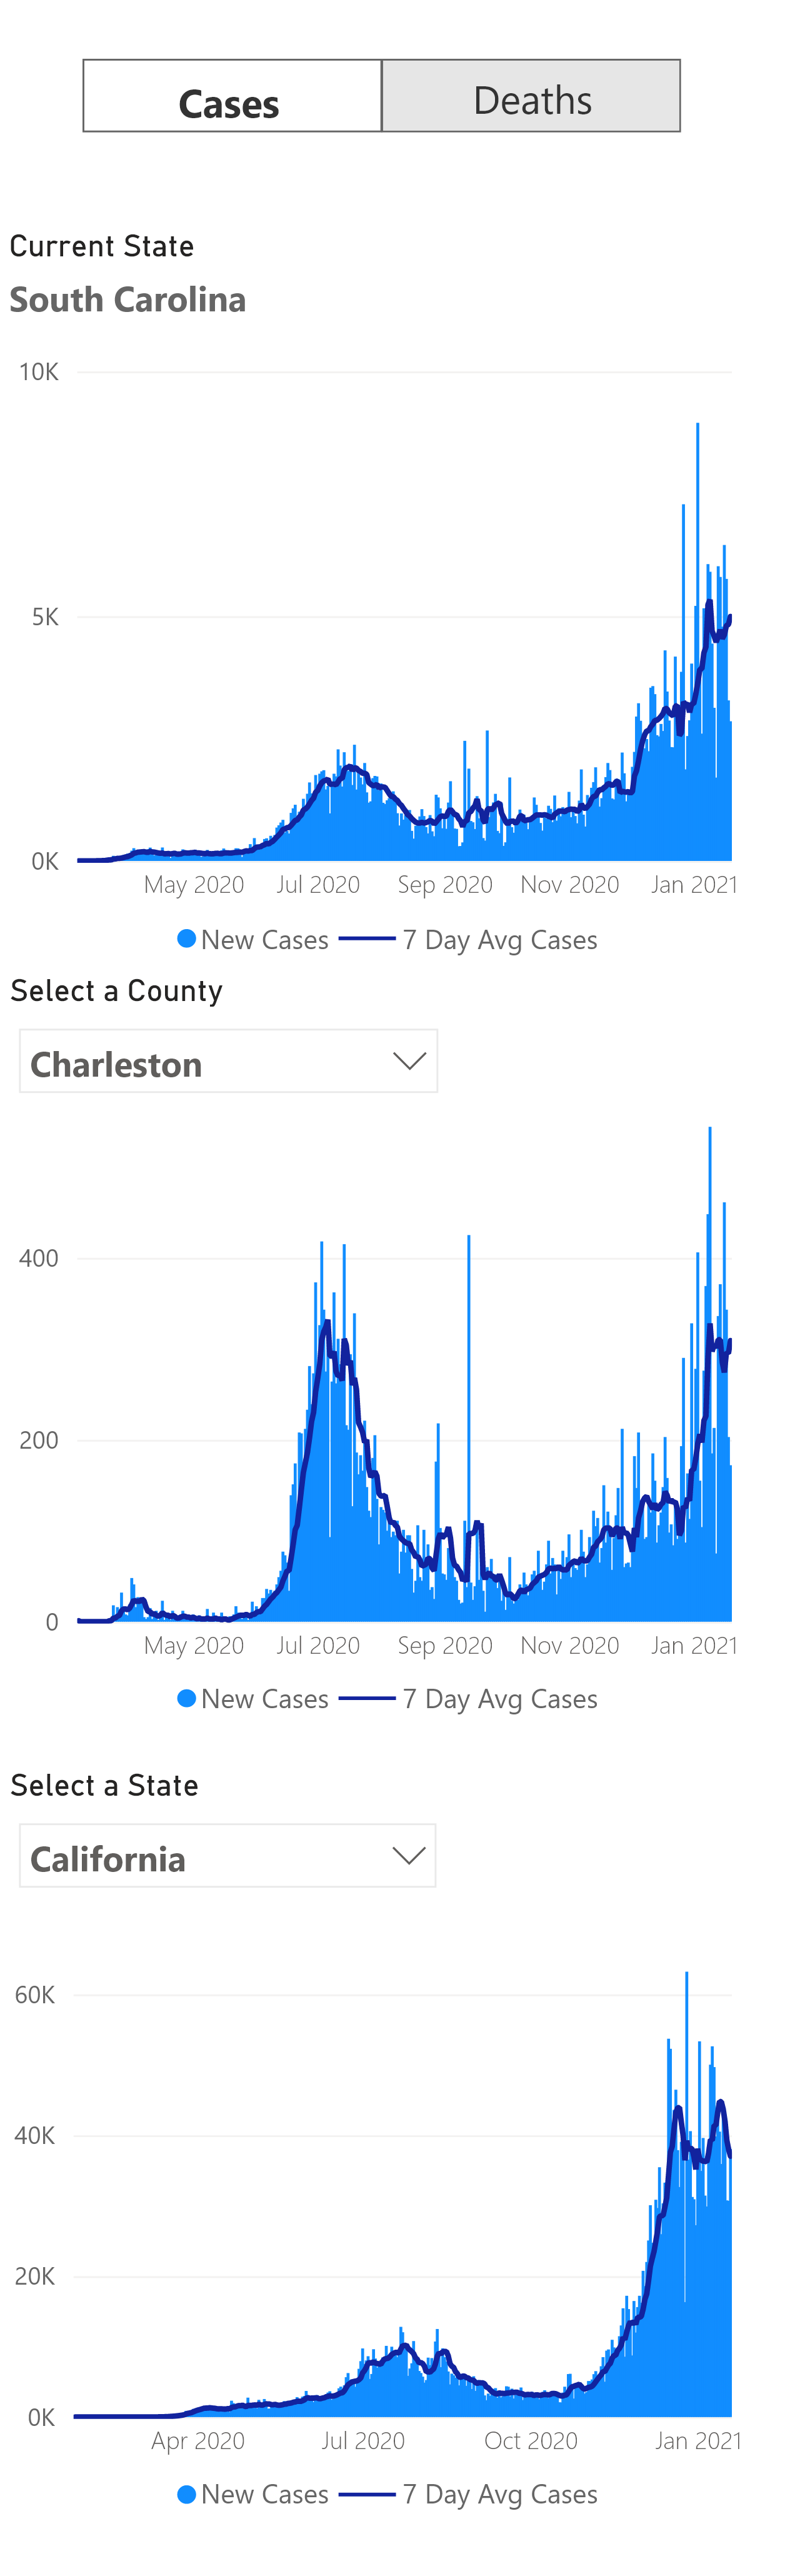 Cases Deaths
Current State
South Carolina
10K
5K
0K
May 2020 Jul 2020 Sep 2020 Nov 2020 Jan 2021
New Cases 7 Day Avg Cases
Select a County
Charleston
400
200
0
May 2020 Jul 2020 Sep 2020 Nov 2020 Jan 2021
New Cases 7 Day Avg Cases
Select a State
California
60K
40K
20K
0K
Apr 2020 Jul 2020 Oct 2020 Jan 2021
New Cases 7 Day Avg Cases